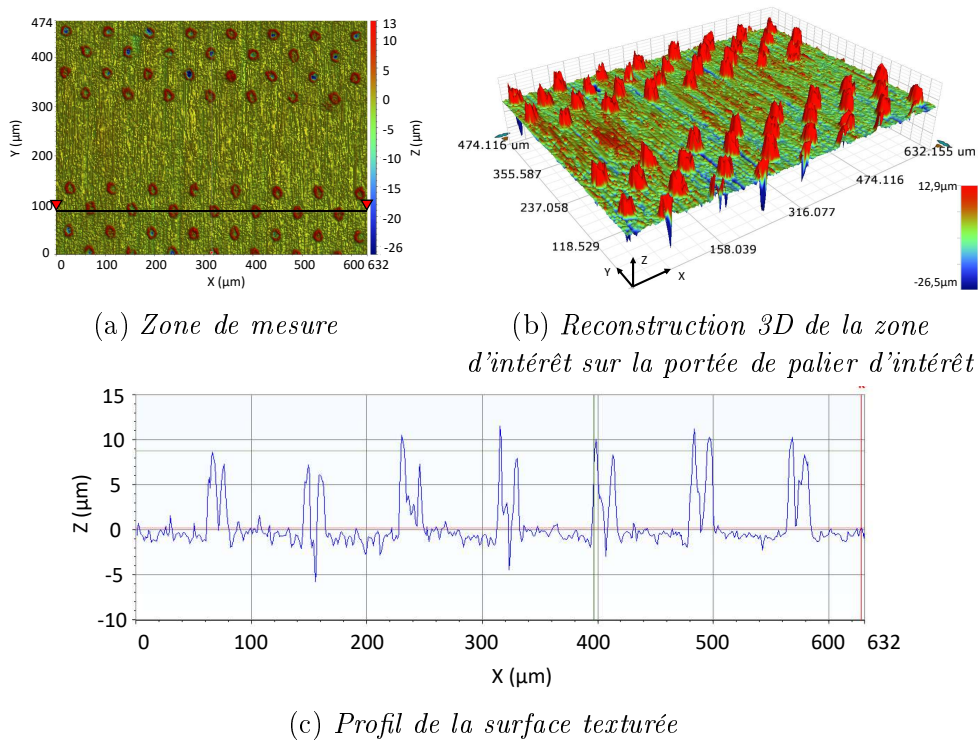 474
400
300
200
100
0
Y (µm)
0 100 200 300 400 500 600 632
X (µm)
13
10
5
0
-5
-10
-15
-20
-26
Z (µm)
474.116 um
355.587
237.058
118.529
158.039
316.077
474.116
632.155 um
Z
Y
X
12,9µm
-26,5µm
(a) Zone de mesure
(b) Reconstruction 3D de la zone
d'intérêt sur la portée de palier d'intérêt
15
10
5
0
-5
-10
Z (µm)
0 100 200 300 400 500 600 632
X (µm)
(c) Profil de la surface texturée